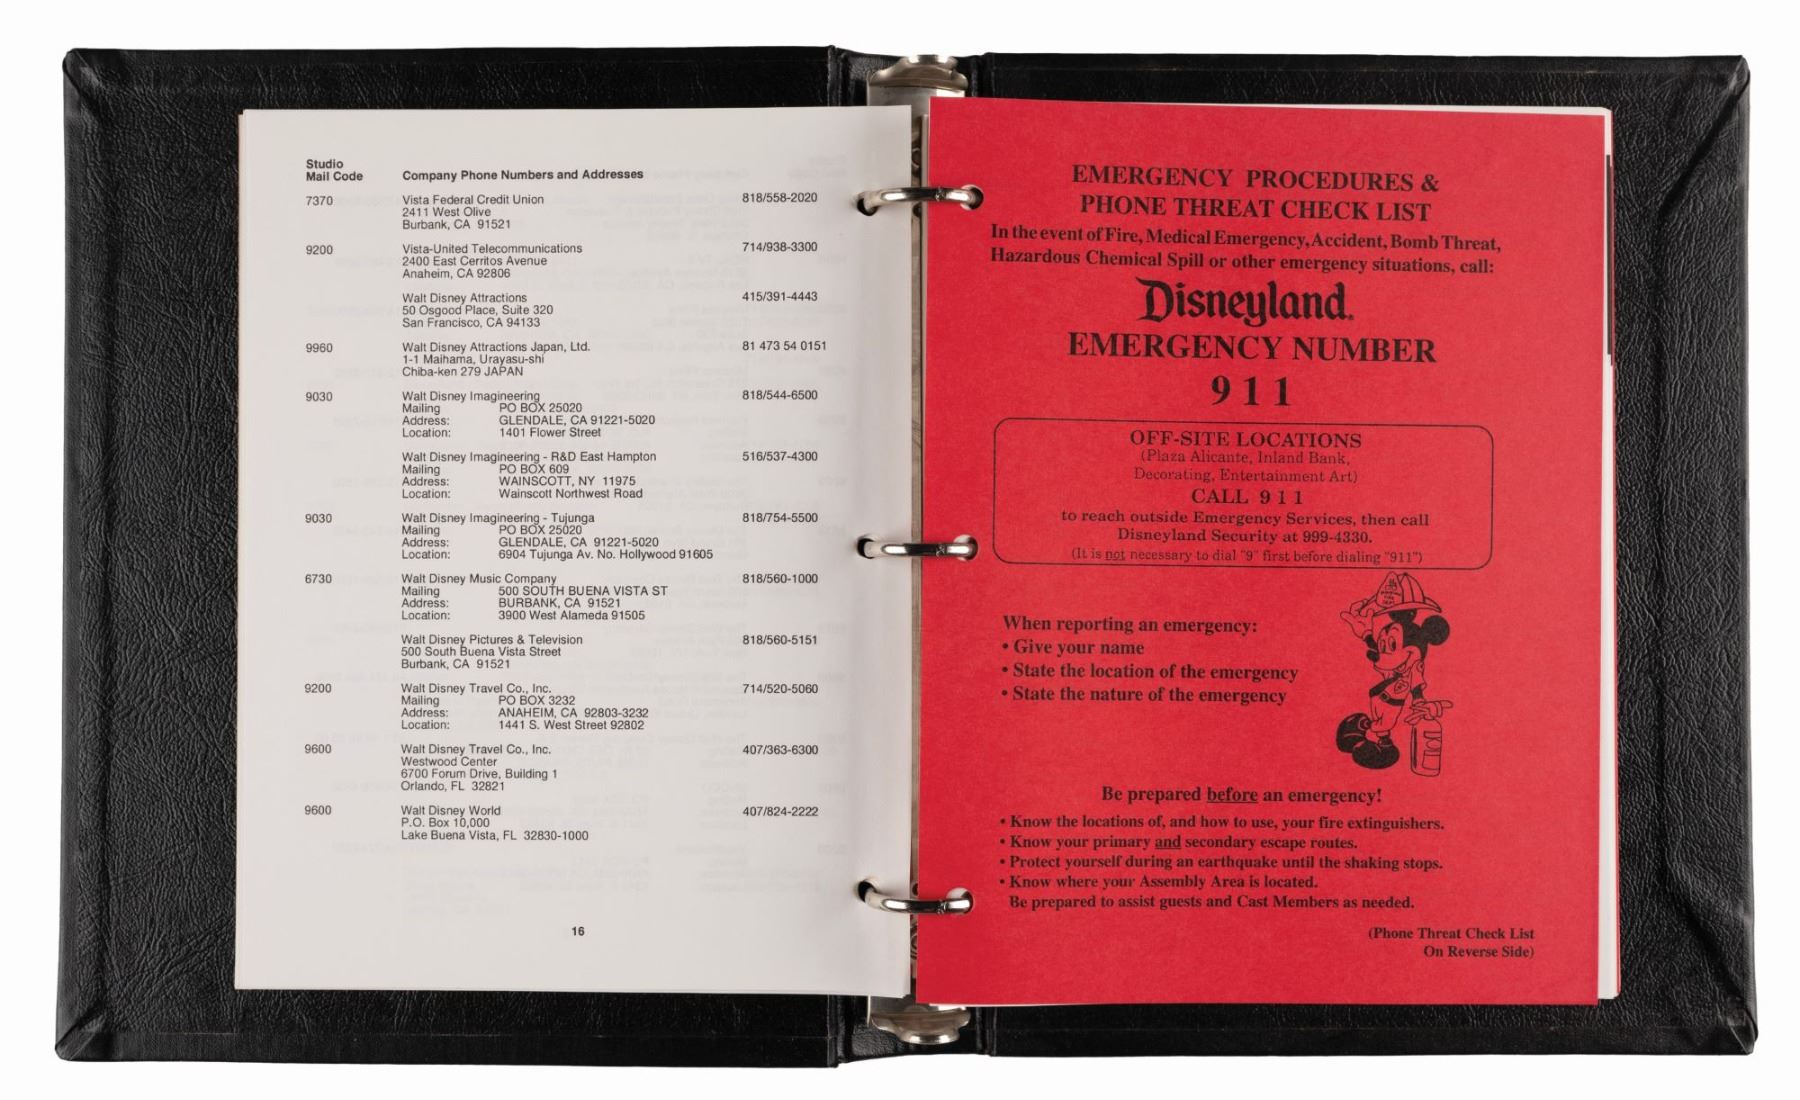 Studio
Mail Code Company Phone Numbers and Addresses
7370 Vista Federal Credit Union 818/558-2020
2411 West Olive
Burbank, CA 91521
9200 Vista-United Telecommunications 714/938-3300
2400 East Cerritos Avenue
Anaheim, CA 92806
Walt Disney Attractions 415/391-4443
50 Osgood Place, Suite 320
San Francisco, CA 94133
9960 Walt Disney Attractions Japan, Ltd. 81 473 54 0151
1-1 Maihama, Urayasu-shi
Chiba-ken 279 JAPAN
9030 Walt Disney Imagineering 818/544-6500
Mailing PO BOX 25020
Address: GLENDALE, CA 91221-5020
Location: 1401 Flower Street
Walt Disney Imagineering - R&D East Hampton 516/537-4300
Mailing PO BOX 609
Address: WAINSCOTT, NY 11975
Location: Wainscott Northwest Road
9030 Walt Disney Imagineering - Tujunga 818/754-5500
Mailing PO BOX 25020
Address: GLENDALE, CA 91221-5020
Location: 6904 Tujunga Av. No. Hollywood 91605
6730 Walt Disney Music Company 818/560-1000
Mailing 500 SOUTH BUENA VISTA ST
Address: BURBANK, CA 91521
Location: 3900 West Alameda 91505
Walt Disney Pictures & Television 818/560-5151
500 South Buena Vista Street
Burbank, CA 91521
9200 Walt Disney Travel Co., Inc. 714/520-5060
Mailing PO BOX 3232
Address: ANAHEIM, CA 92803-3232
Location: 1441 S. West Street 92802
9600 Walt Disney Travel Co., Inc. 407/363-6300
Westwood Center
6700 Forum Drive, Building 1
Orlando, FL 32821
9600 Walt Disney World 407/824-2222
P.O. Box 10,000
Lake Buena Vista, FL 32830-1000
16
EMERGENCY PROCEDURES &
PHONE THREAT CHECK LIST
In the event of Fire, Medical Emergency, Accident, Bomb Threat,
Hazardous Chemical Spill or other emergency situations, call:
Disneyland®
EMERGENCY NUMBER
9 1 1
OFF-SITE LOCATIONS
(Plaza Alicante, Inland Bank,
Decorating, Entertainment Art)
CALL 9 1 1
to reach outside Emergency Services, then call
Disneyland Security at 999-4330.
(It is not necessary to dial "9" first before dialing "911")
When reporting an emergency:
• Give your name
• State the location of the emergency
• State the nature of the emergency
Be prepared before an emergency!
• Know the locations of, and how to use, your fire extinguishers.
• Know your primary and secondary escape routes.
• Protect yourself during an earthquake until the shaking stops.
• Know where your Assembly Area is located.
Be prepared to assist guests and Cast Members as needed.
(Phone Threat Check List
On Reverse Side)